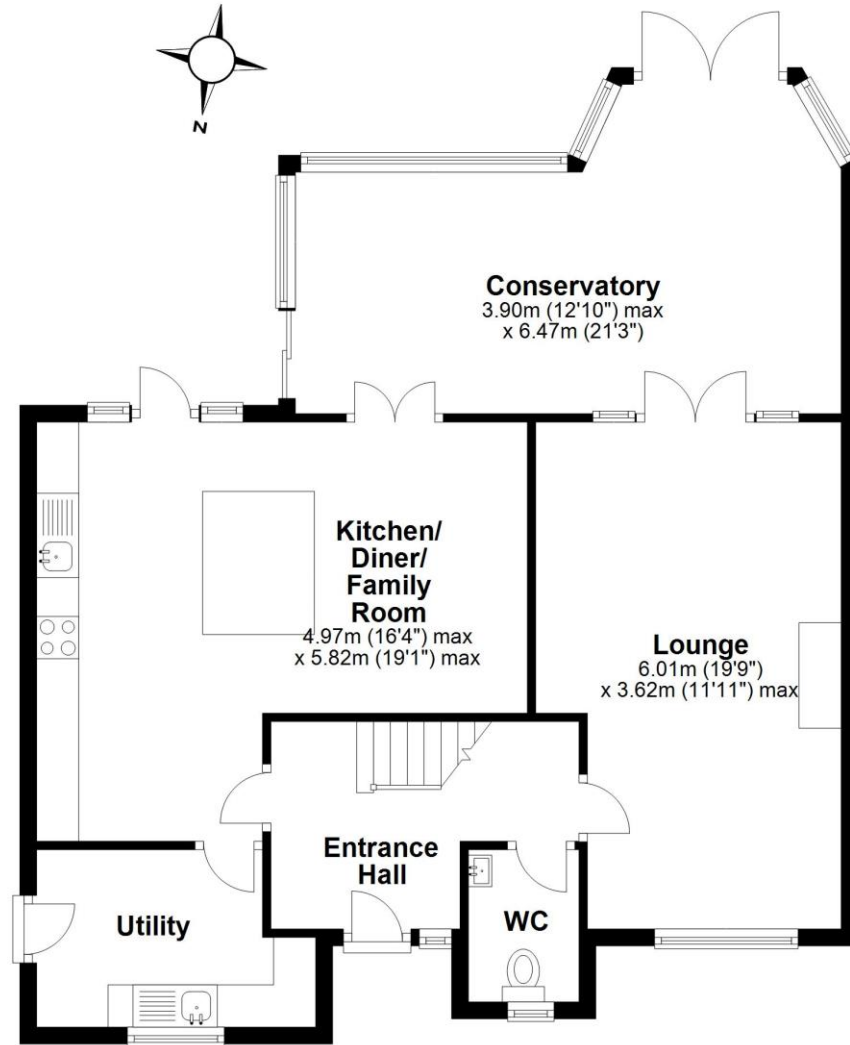 N
Conservatory
3.90m (12'10") max
x 6.47m (21'3")
Kitchen/
Diner/
Family
Room
4.97m (16'4") max
x 5.82m (19'1") max
Lounge
6.01m (19'9")
x 3.62m (11'11") max
Entrance
Hall
Utility
WC